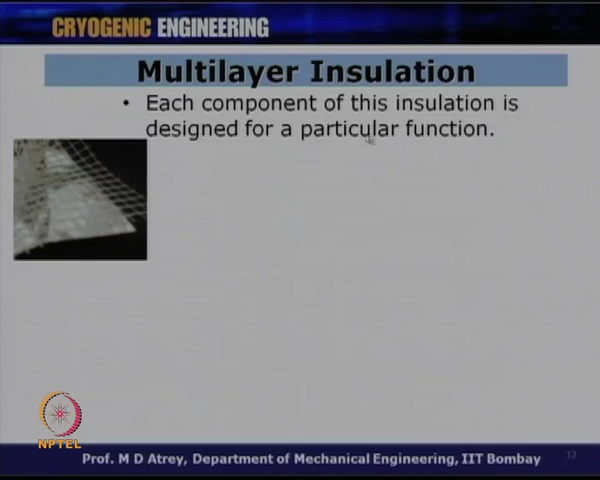 CRYOGENIC ENGINEERING
Multilayer Insulation
• Each component of this insulation is
designed for a particular function.
NPTEL
Prof. M D Atrey, Department of Mechanical Engineering, IIT Bombay
12